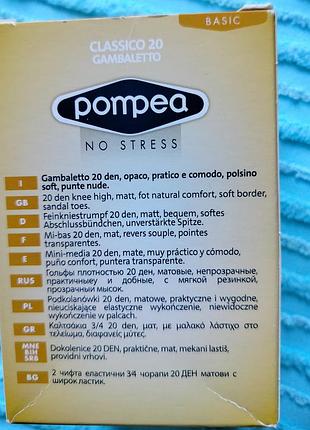 BASIC
CLASSICO 20
GAMBALETTO
pompea
NO STRESS
I
Gambaletto 20 den, opaco, pratico e comodo, polsino
soft, punte nude.
GB
20 den knee high, matt, fot natural comfort, soft border,
sandal toes.
D
Feinkniestrumpf 20 den, matt, bequem, softes
Abschlussbündchen, unverstärkte Spitze.
F
Mi-bas 20 den, mat, revers souple, pointes
transparentes.
E
Mini-media 20 den, mate, muy práctico y cómodo,
puño confort, puntera transparente.
RUS
Гольфы плотностью 20 ден, матовые, непрозрачные,
практичные и добные, с мягкой резинкой,
прозрачный мысок.
PL
Podkolanówki 20 den, matowe, praktyczne i wygodne,
nieuciskające elastyczne wykończenie, niewidoczne
wykończenie w palcach.
GR
Καλτσάκια 3/4 20 den, ματ, με μαλακό λάστιχο στο
τελείωμα, διαφανείς μύτες.
MNE
BIH
SRB
Dokolenice 20 DEN, praktične, mat, mekani lastiš,
providni vrhovi.
BG
2 чифта еластични 3/4 чорапи 20 ДЕН матови с
широк ластик.